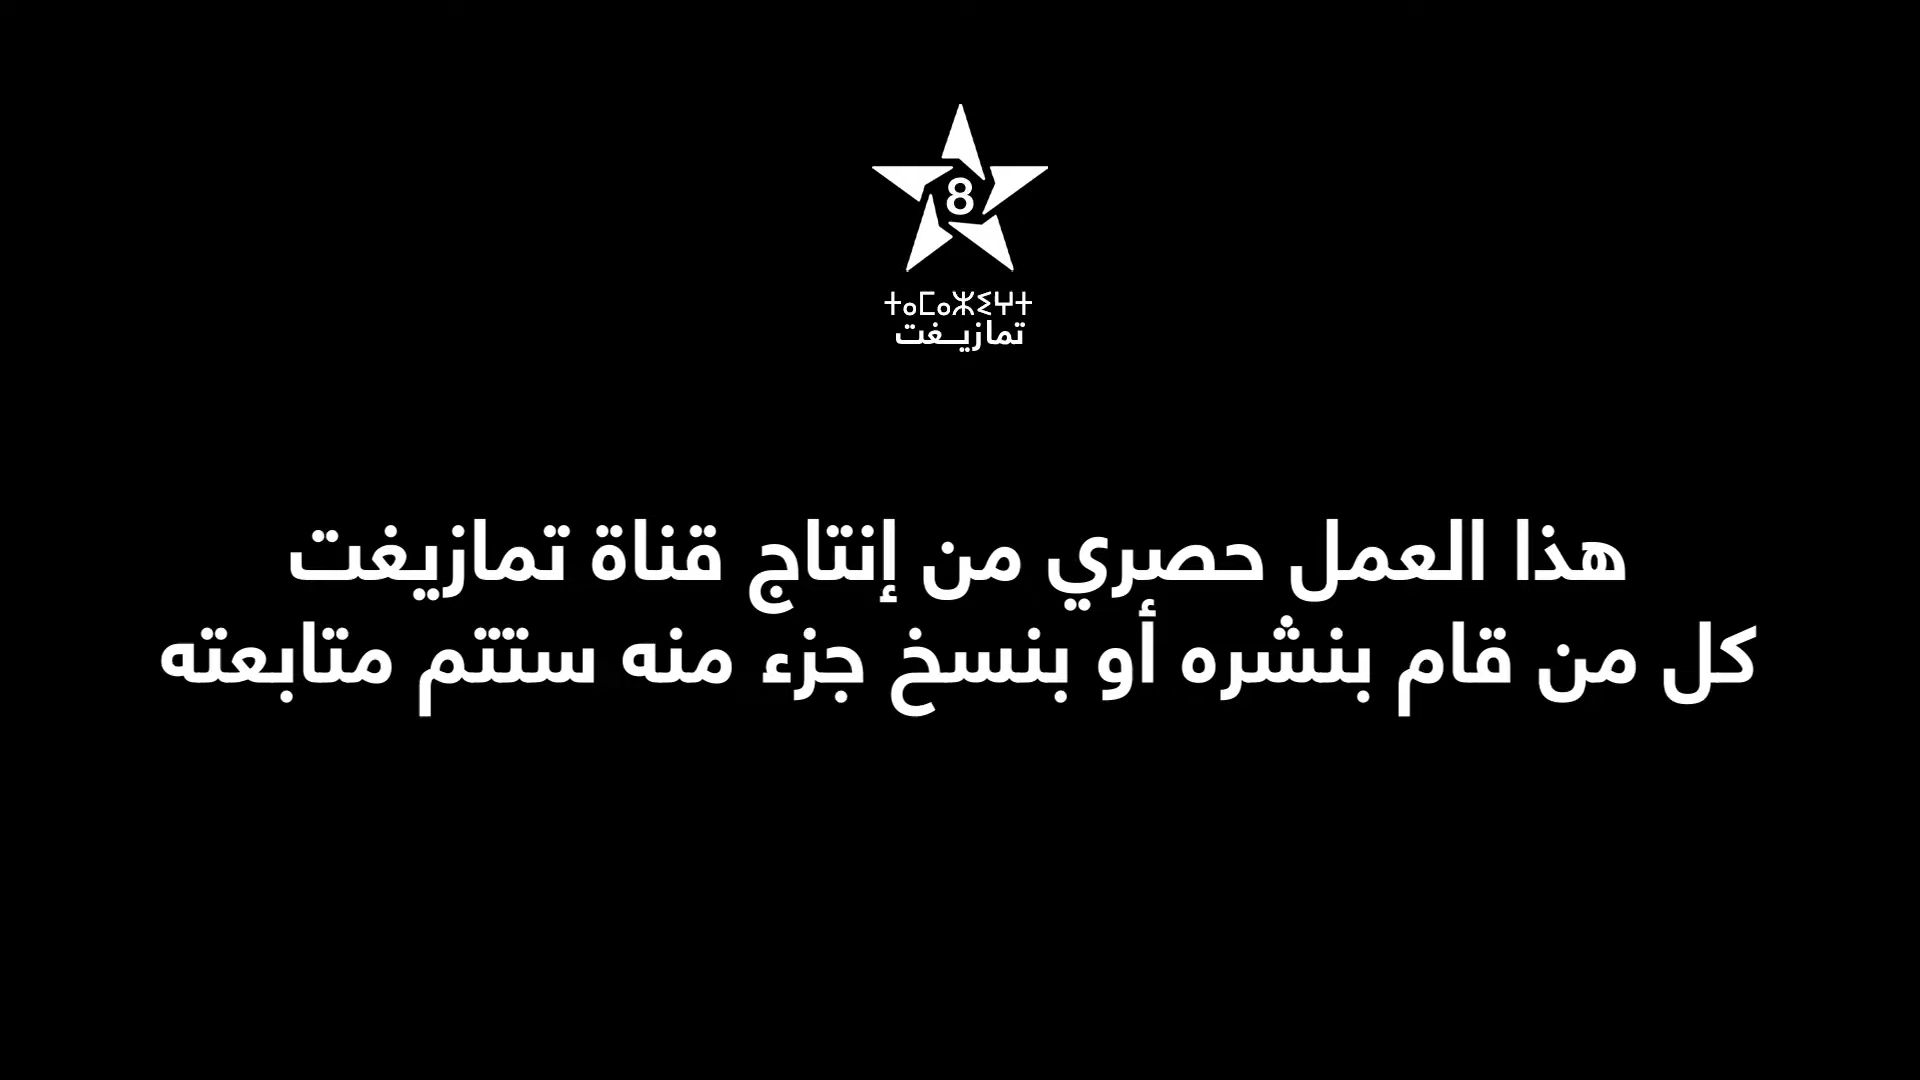 8
ⵜⴰⵎⴰⵣⵉⵖⵜ
تمازيغت
هذا العمل حصري من إنتاج قناة تمازيغت
كل من قام بنشره أو بنسخ جزء منه ستتم متابعته